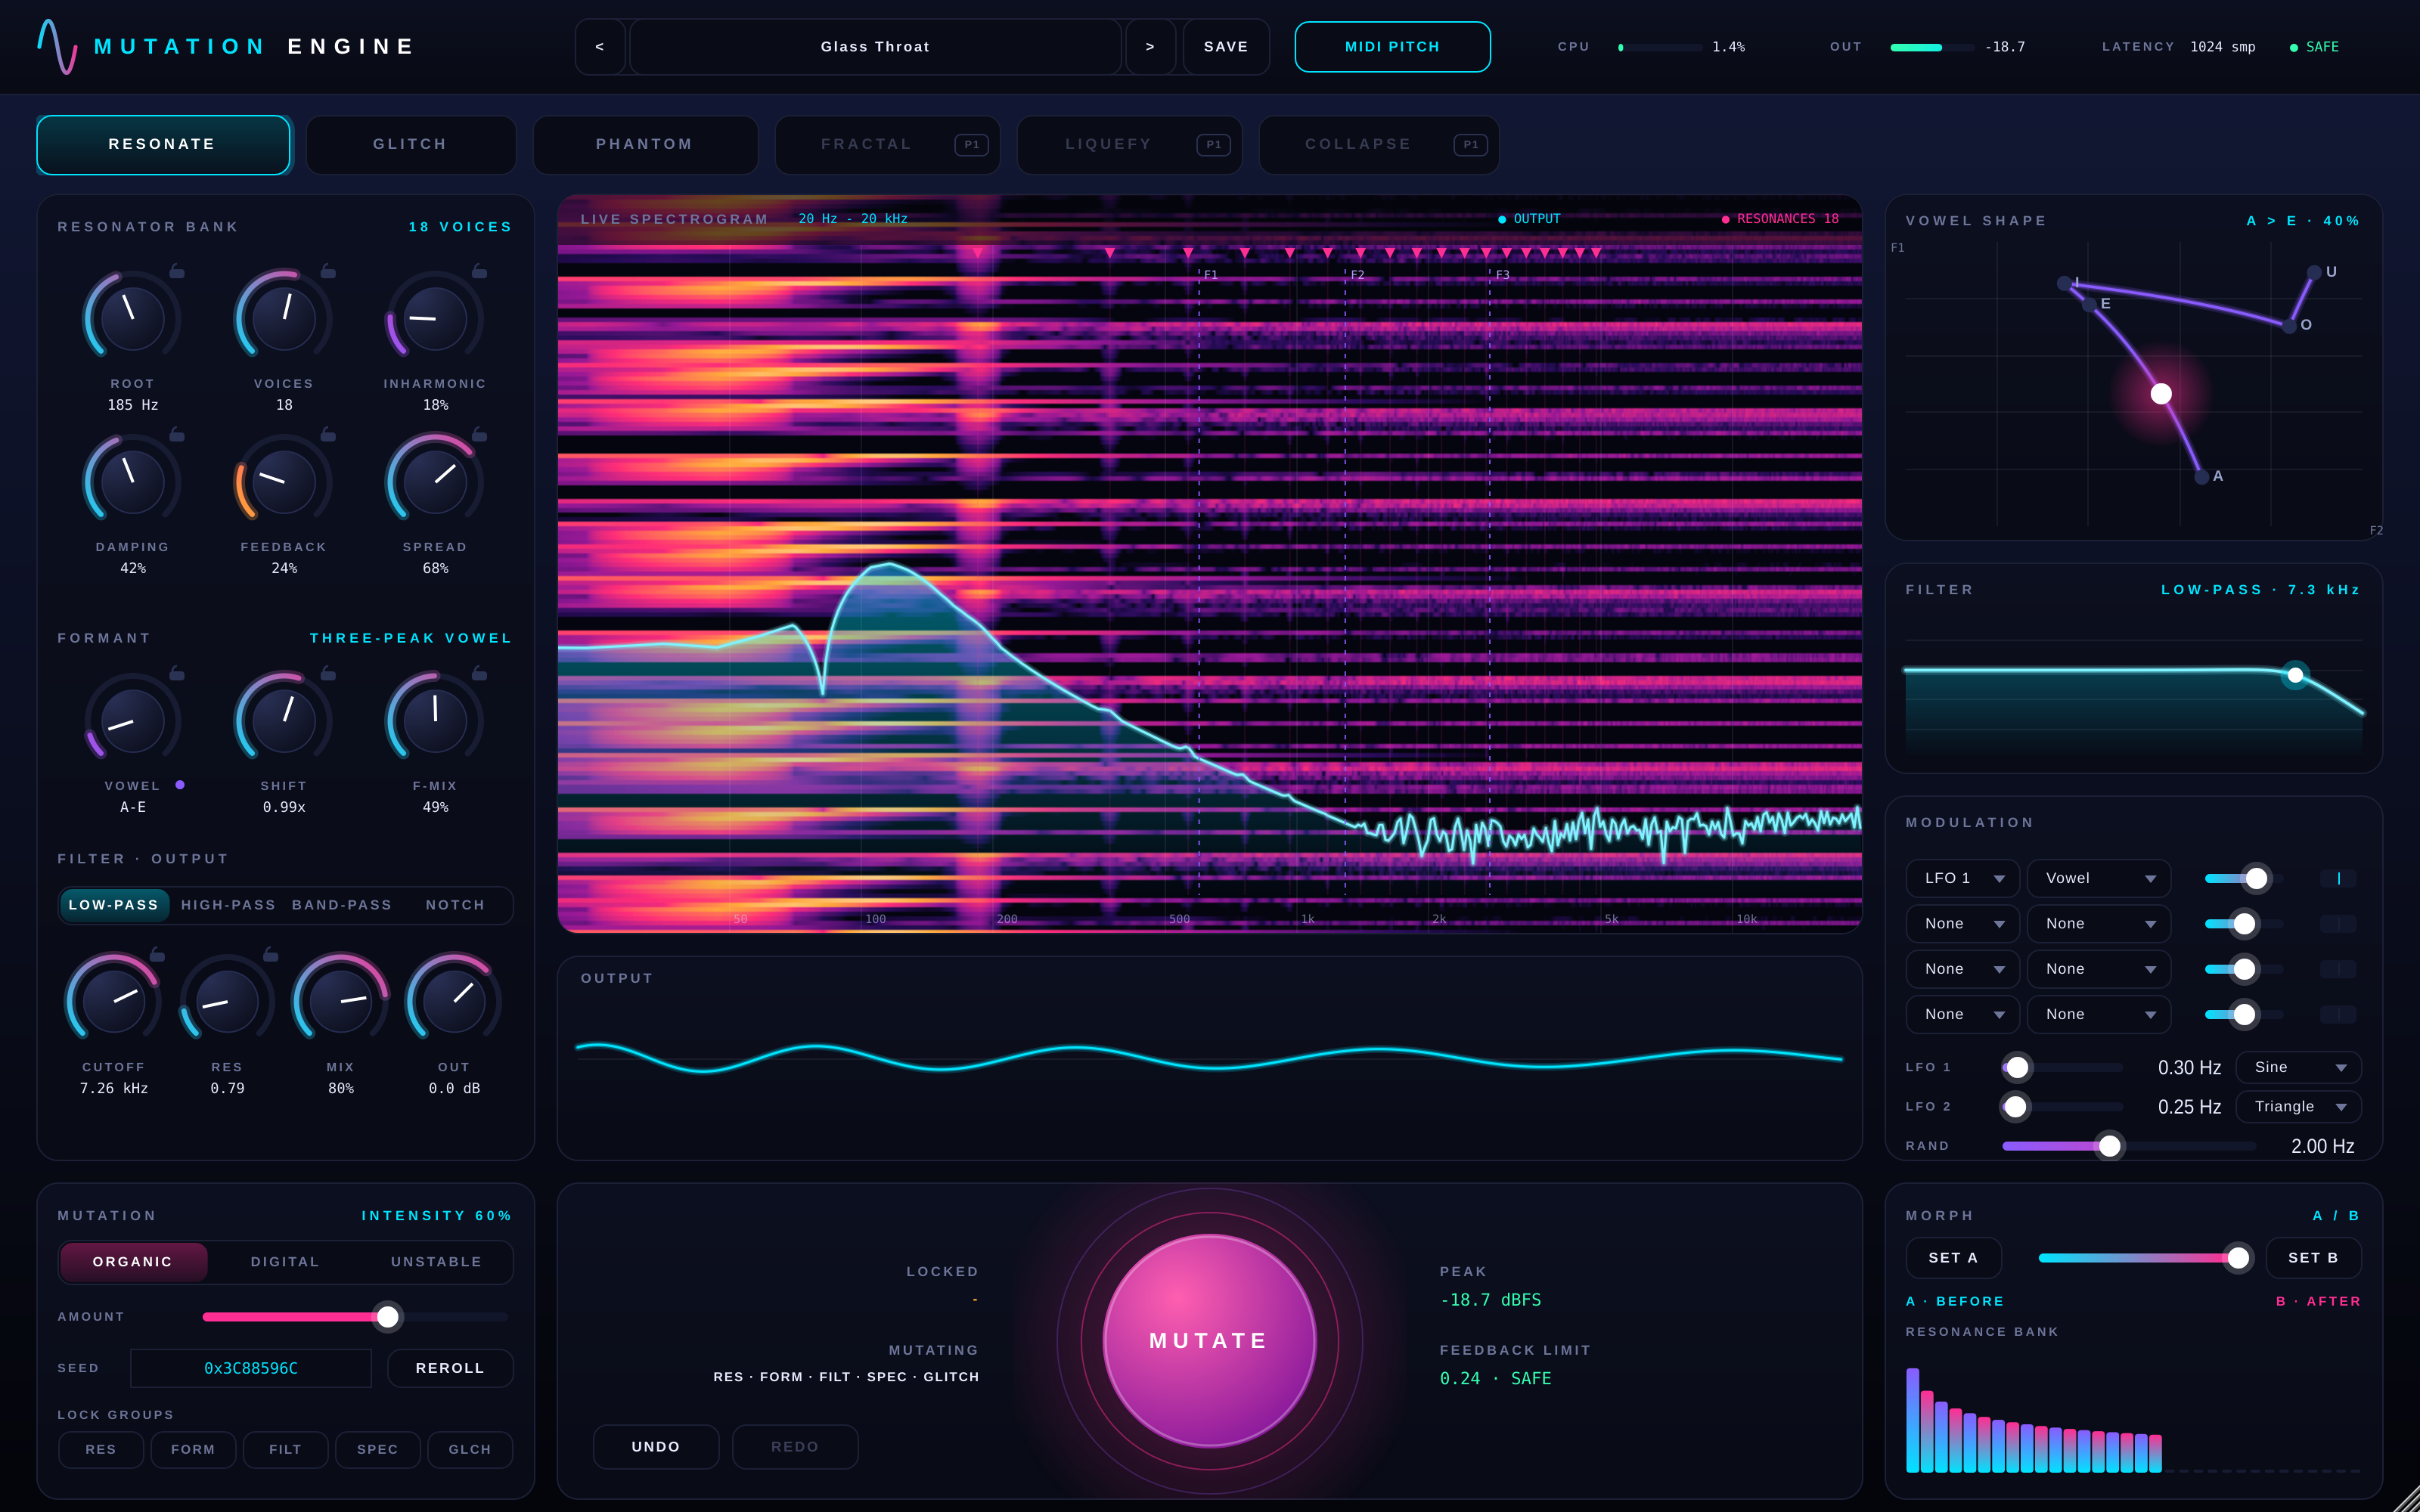 MUTATION ENGINE
< Glass Throat > SAVE MIDI PITCH
CPU 1.4% OUT -18.7 LATENCY 1024 smp SAFE
RESONATE GLITCH PHANTOM FRACTAL P1 LIQUEFY P1 COLLAPSE P1
RESONATOR BANK 18 VOICES
ROOT VOICES INHARMONIC
185 Hz 18 18%
DAMPING FEEDBACK SPREAD
42% 24% 68%
FORMANT THREE-PEAK VOWEL
VOWEL SHIFT F-MIX
A-E 0.99x 49%
FILTER · OUTPUT
LOW-PASS HIGH-PASS BAND-PASS NOTCH
CUTOFF RES MIX OUT
7.26 kHz 0.79 80% 0.0 dB
LIVE SPECTROGRAM 20 Hz - 20 kHz OUTPUT RESONANCES 18
F1 F2 F3
50 100 200 500 1k 2k 5k 10k
OUTPUT
VOWEL SHAPE A > E · 40%
F1
I U
E
O
A
F2
FILTER LOW-PASS · 7.3 kHz
MODULATION
LFO 1 Vowel
None None
None None
None None
LFO 1 0.30 Hz Sine
LFO 2 0.25 Hz Triangle
RAND 2.00 Hz
MUTATION INTENSITY 60%
ORGANIC DIGITAL UNSTABLE
AMOUNT
SEED 0x3C88596C REROLL
LOCK GROUPS
RES FORM FILT SPEC GLCH
LOCKED
-
MUTATING
RES · FORM · FILT · SPEC · GLITCH
UNDO REDO
MUTATE
PEAK
-18.7 dBFS
FEEDBACK LIMIT
0.24 · SAFE
MORPH A / B
SET A SET B
A · BEFORE B · AFTER
RESONANCE BANK